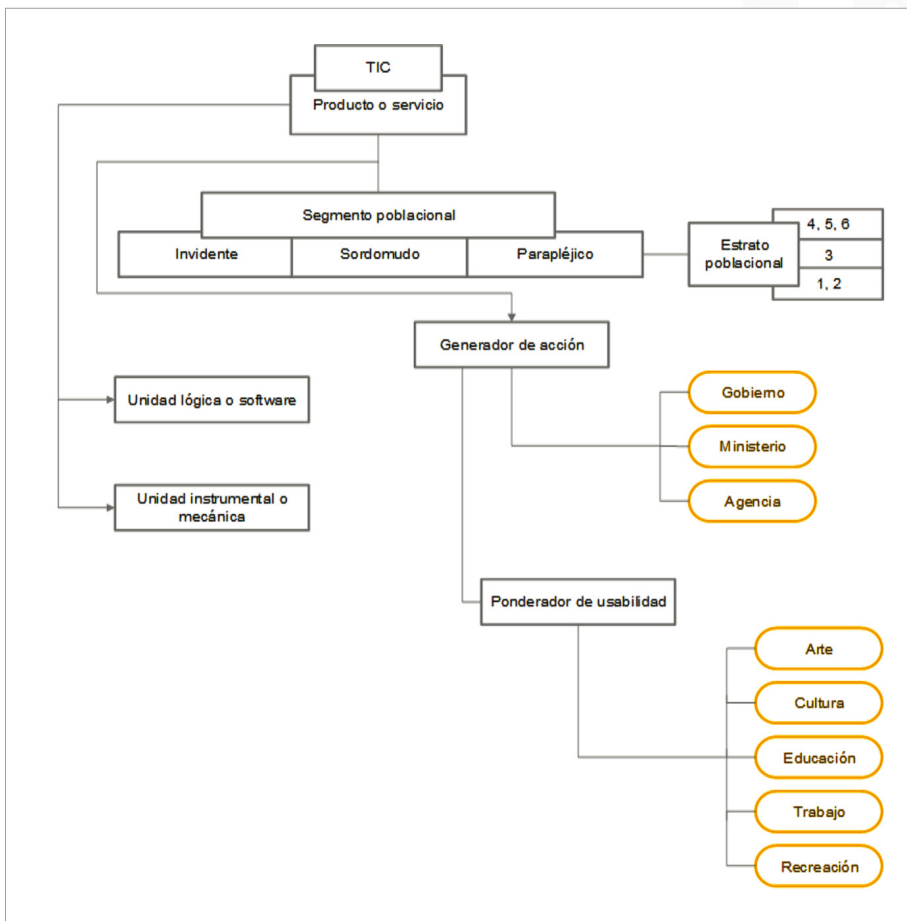 TIC
Producto o servicio
Segmento poblacional
Invidente
Sordomudo
Parapléjico
Estrato
poblacional
4, 5, 6
3
1, 2
Generador de acción
Gobierno
Ministerio
Agencia
Unidad lógica o software
Unidad instrumental o
mecánica
Ponderador de usabilidad
Arte
Cultura
Educación
Trabajo
Recreación